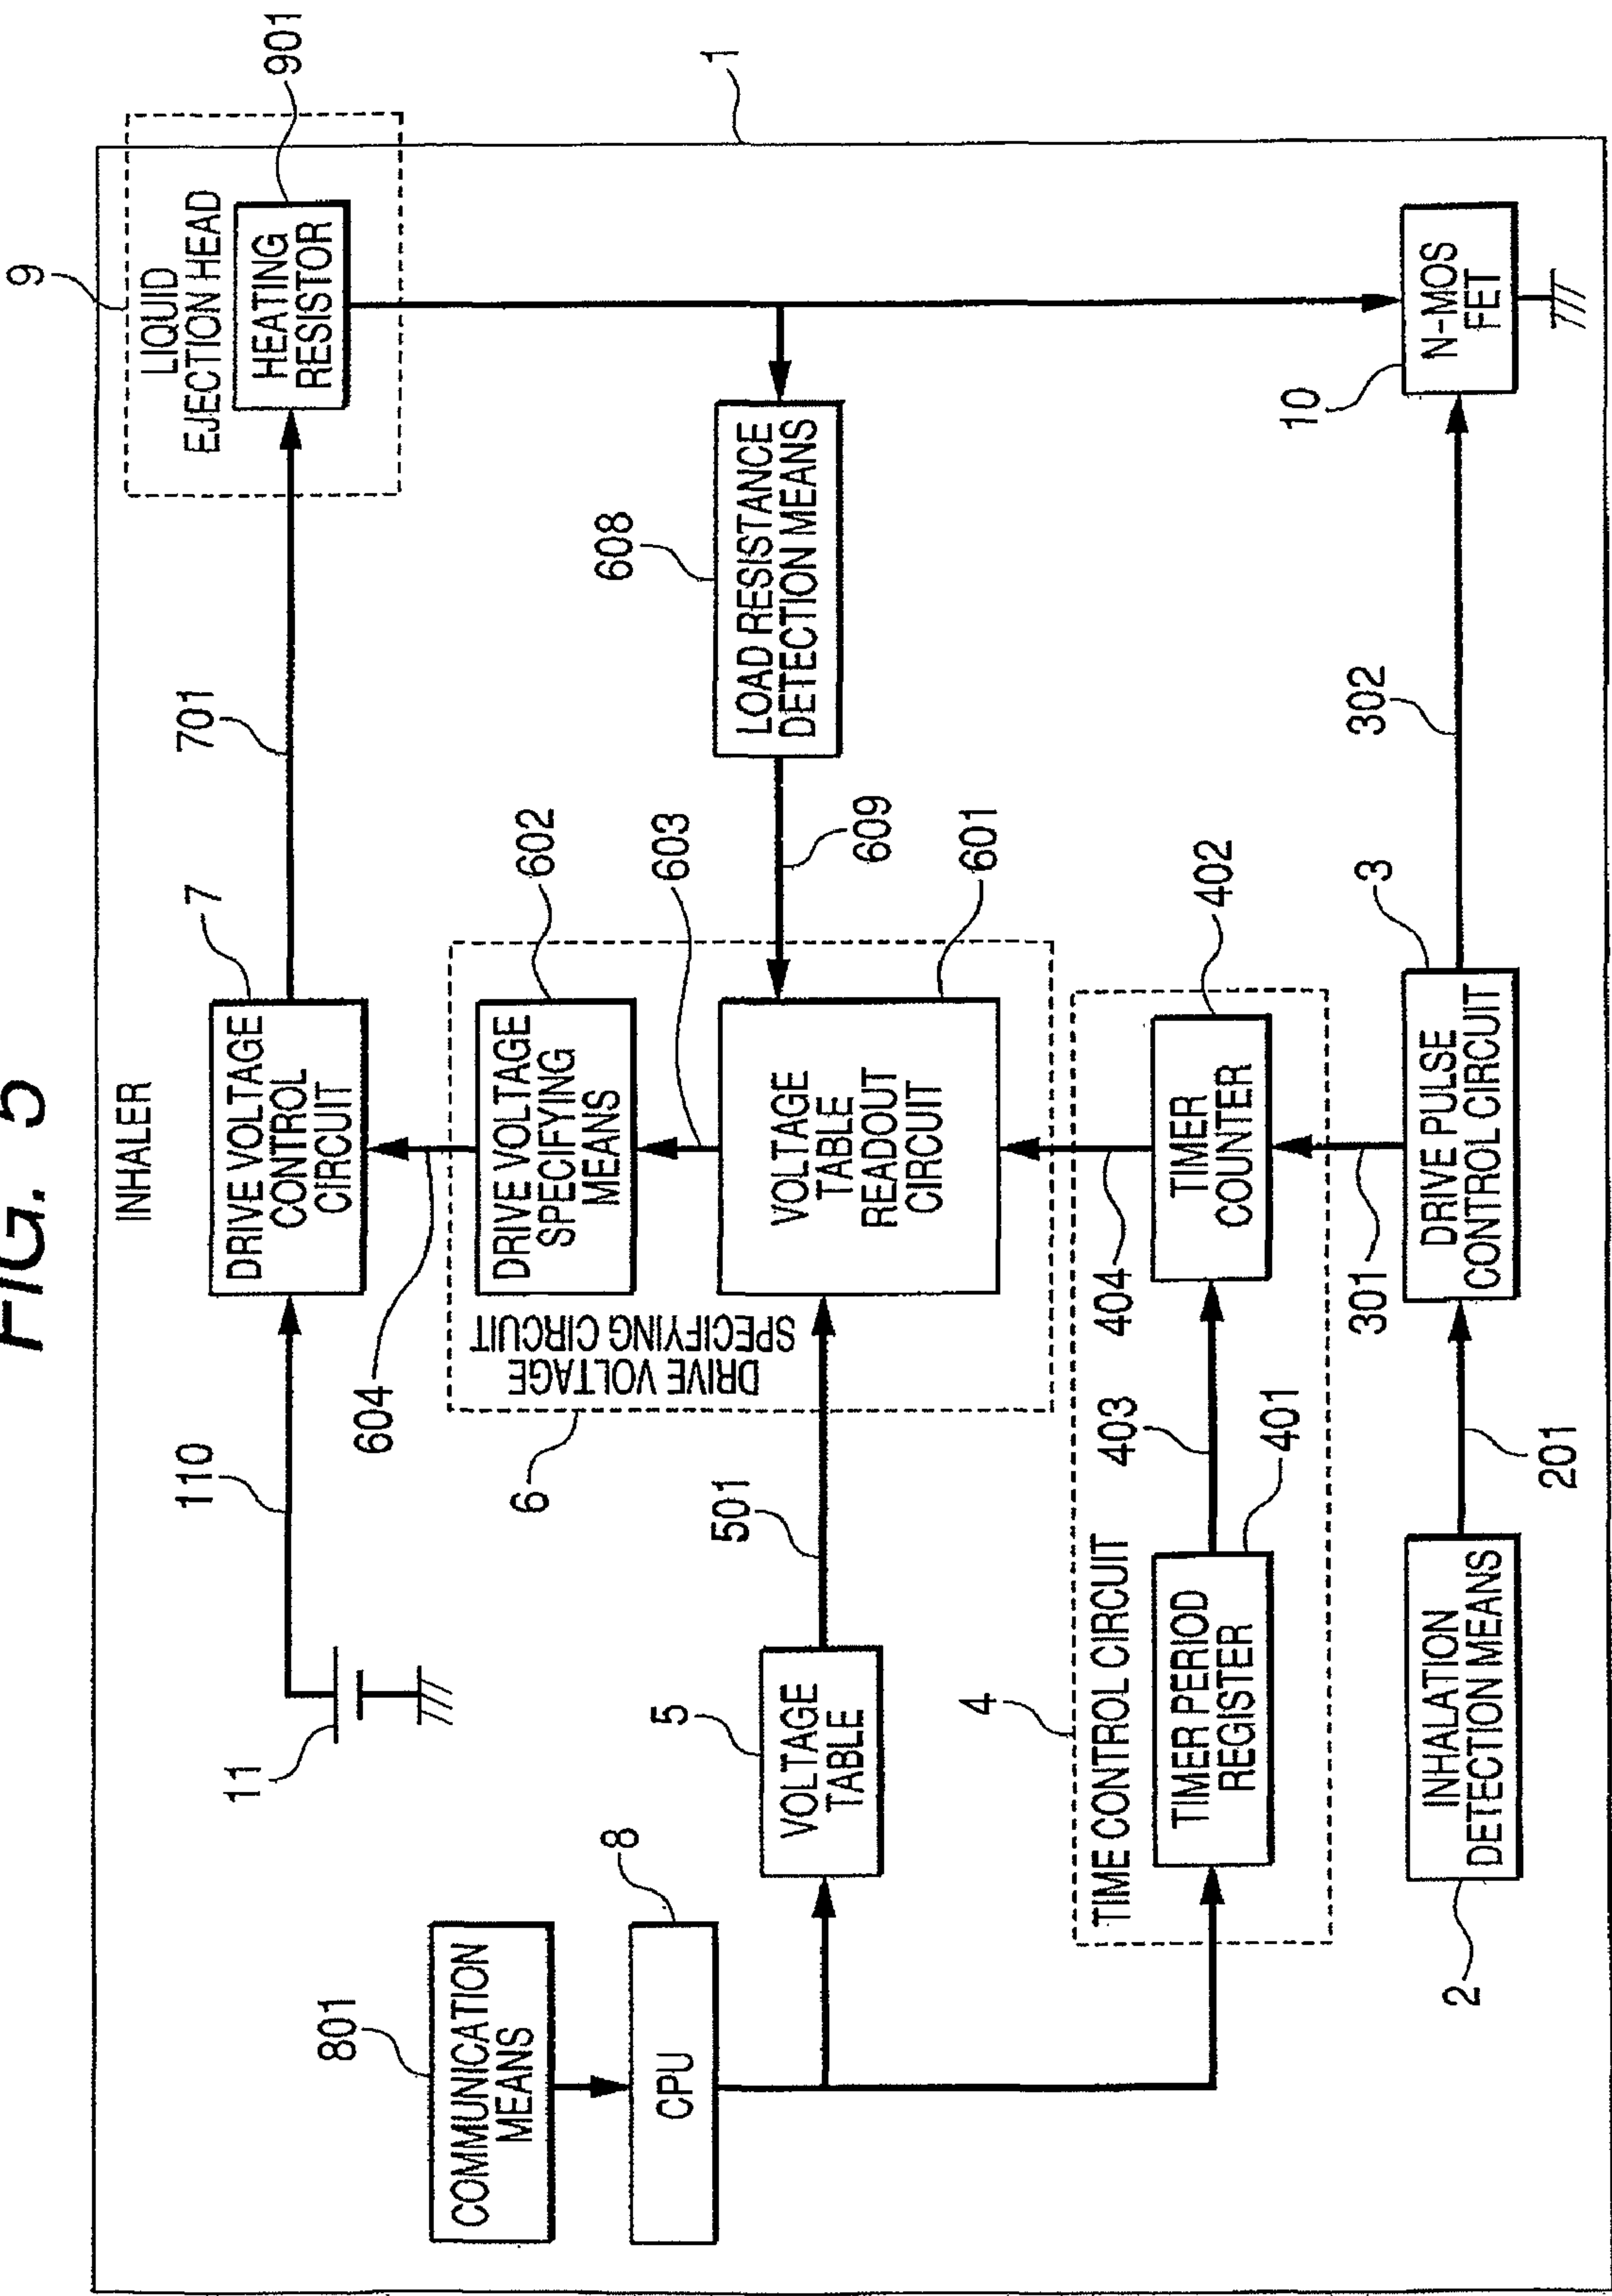 FIG. 5
INHALER
1
9
LIQUID
EJECTION HEAD
901
HEATING
RESISTOR
7
DRIVE VOLTAGE
CONTROL
CIRCUIT
701
110
11
604
602
DRIVE VOLTAGE
SPECIFYING
MEANS
603
DRIVE VOLTAGE
SPECIFYING CIRCUIT
6
608
LOAD RESISTANCE
DETECTION MEANS
609
601
VOLTAGE
TABLE
READOUT
CIRCUIT
501
5
VOLTAGE
TABLE
801
COMMUNICATION
MEANS
8
CPU
4
TIME CONTROL CIRCUIT
404
402
TIMER
COUNTER
403
401
TIMER PERIOD
REGISTER
301
3
DRIVE PULSE
CONTROL CIRCUIT
302
10
N-MOS
FET
201
INHALATION
DETECTION MEANS
2